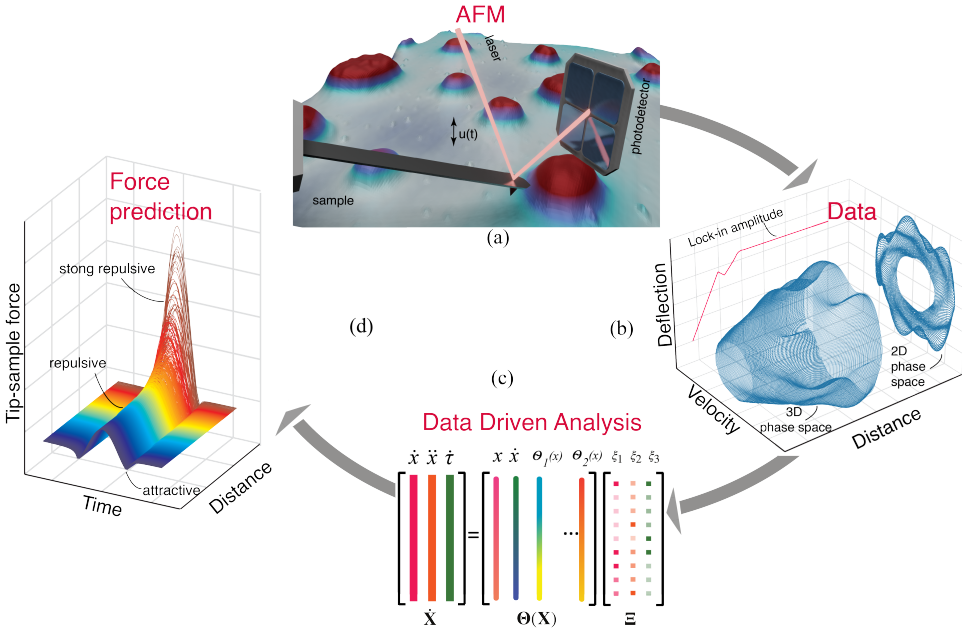 AFM
laser
photodetector
u(t)
sample
(a)
Force
prediction
stong repulsive
repulsive
attractive
Tip-sample force
Time
Distance
(d)
(b)
Data
Lock-in amplitude
Deflection
Velocity
Distance
2D
phase
space
3D
phase space
(c)
Data Driven Analysis
ẋ ẍ τ̇
x ẋ Θ₁(x) Θ₂(x)
ξ₁ ξ₂ ξ₃
= ...
Ẋ Θ(X) Ξ